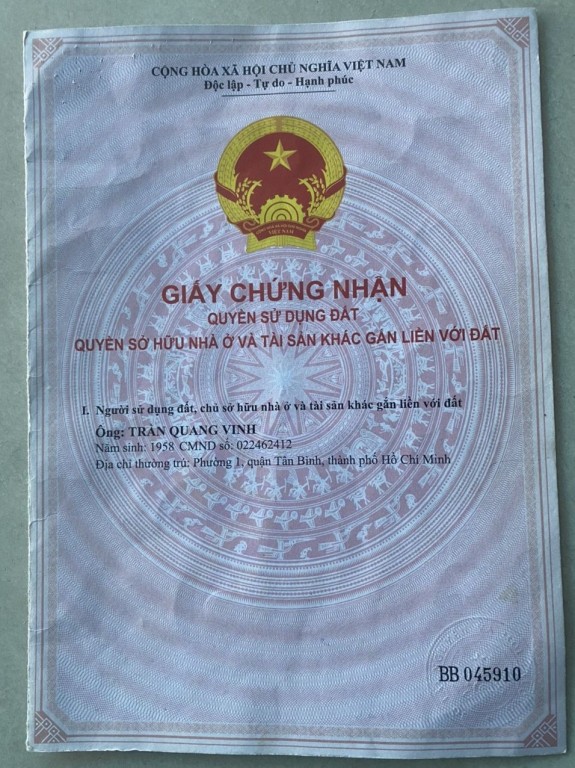 CỘNG HÒA XÃ HỘI CHỦ NGHĨA VIỆT NAM
Độc lập - Tự do - Hạnh phúc
VIỆT NAM
GIẤY CHỨNG NHẬN
QUYỀN SỬ DỤNG ĐẤT
QUYỀN SỞ HỮU NHÀ Ở VÀ TÀI SẢN KHÁC GẮN LIỀN VỚI ĐẤT
I. Người sử dụng đất, chủ sở hữu nhà ở và tài sản khác gắn liền với đất
Ông: TRẦN QUANG VINH
Năm sinh: 1958 CMND số: 022462412
Địa chỉ thường trú: Phường 1, quận Tân Bình, thành phố Hồ Chí Minh
BB 045910